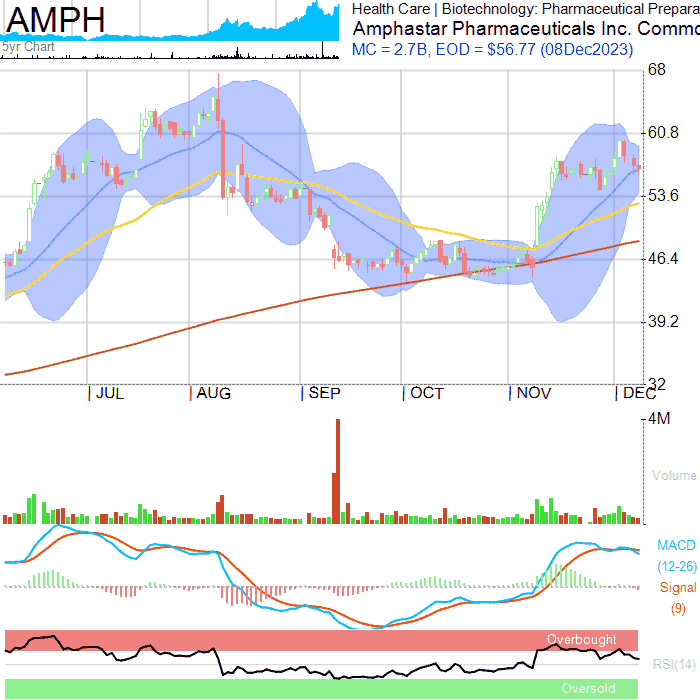 AMPH
5yr Chart
Health Care | Biotechnology: Pharmaceutical Prepara
Amphastar Pharmaceuticals Inc. Commo
MC = 2.7B, EOD = $56.77 (08Dec2023)
68
60.8
53.6
46.4
39.2
32
JUL AUG SEP OCT NOV DEC
4M
Volume
MACD
(12-26)
Signal
(9)
Overbought
RSI(14)
Oversold